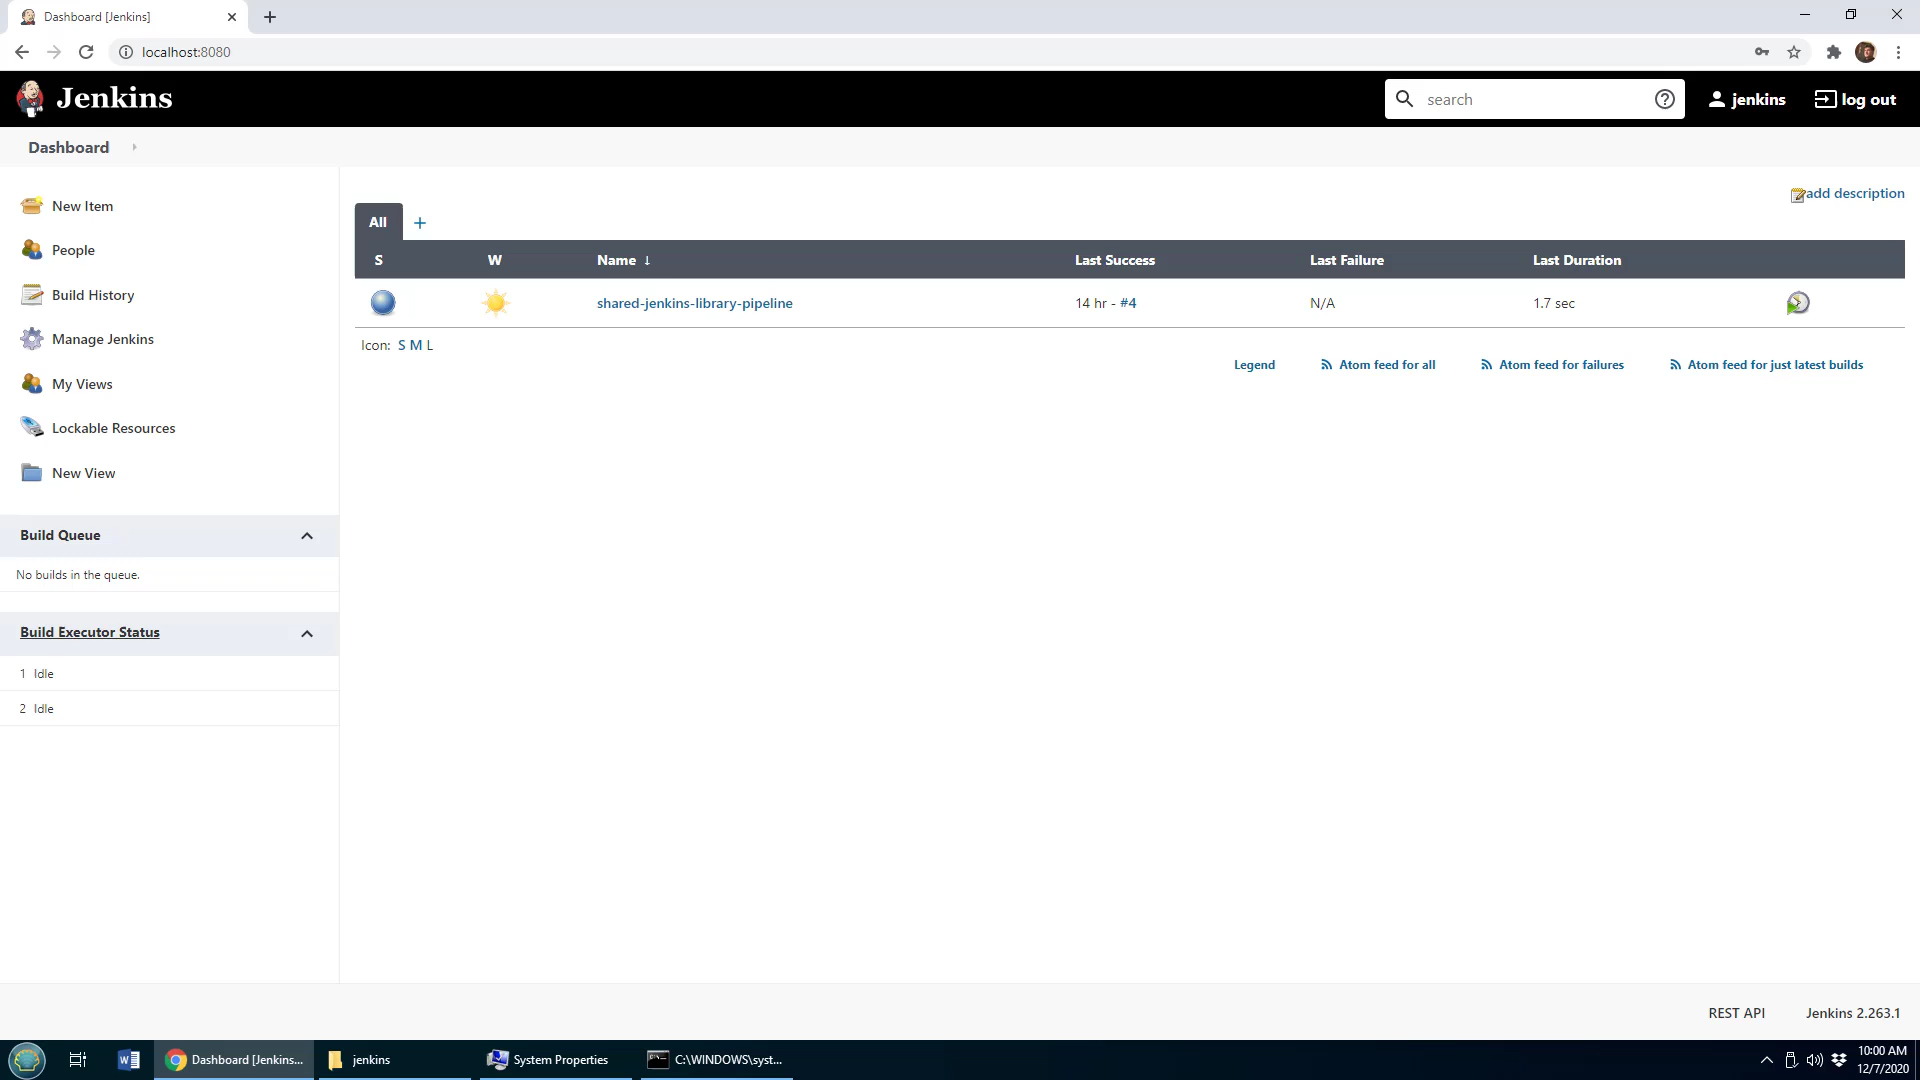 Dashboard [Jenkins]
localhost:8080
Jenkins
search
jenkins
log out
Dashboard
New Item
People
Build History
Manage Jenkins
My Views
Lockable Resources
New View
Build Queue
No builds in the queue.
Build Executor Status
1 Idle
2 Idle
add description
All +
S W Name ↓ Last Success Last Failure Last Duration
shared-jenkins-library-pipeline 14 hr - #4 N/A 1.7 sec
Icon: S M L
Legend Atom feed for all Atom feed for failures Atom feed for just latest builds
REST API Jenkins 2.263.1
Dashboard [Jenkins... jenkins System Properties C:\WINDOWS\syst...
10:00 AM
12/7/2020